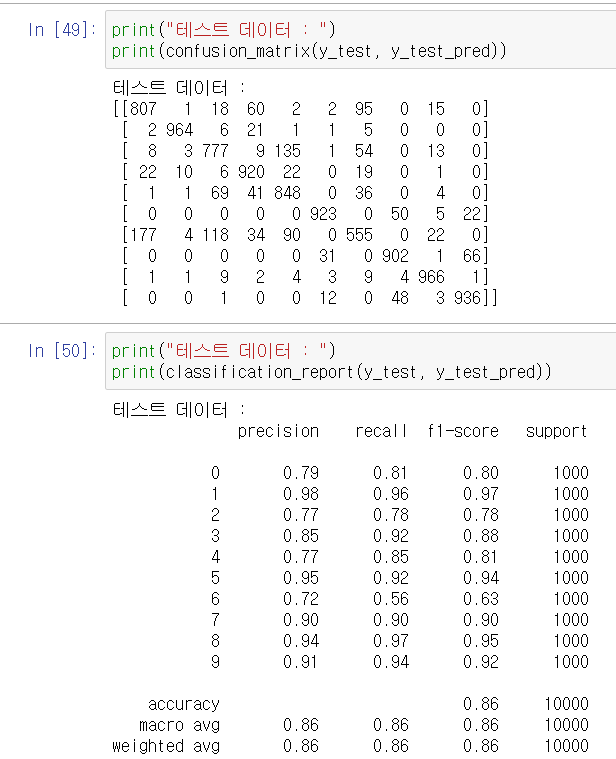 In [49]: print("테스트 데이터 : ")
print(confusion_matrix(y_test, y_test_pred))
테스트 데이터 :
[[807 1 18 60 2 2 95 0 15 0]
[ 2 964 6 21 1 1 5 0 0 0]
[ 8 3 777 9 135 1 54 0 13 0]
[ 22 10 6 920 22 0 19 0 1 0]
[ 1 1 69 41 848 0 36 0 4 0]
[ 0 0 0 0 0 923 0 50 5 22]
[177 4 118 34 90 0 555 0 22 0]
[ 0 0 0 0 0 31 0 902 1 66]
[ 1 1 9 2 4 3 9 4 966 1]
[ 0 0 1 0 0 12 0 48 3 936]]
In [50]: print("테스트 데이터 : ")
print(classification_report(y_test, y_test_pred))
테스트 데이터 :
precision recall f1-score support
0 0.79 0.81 0.80 1000
1 0.98 0.96 0.97 1000
2 0.77 0.78 0.78 1000
3 0.85 0.92 0.88 1000
4 0.77 0.85 0.81 1000
5 0.95 0.92 0.94 1000
6 0.72 0.56 0.63 1000
7 0.90 0.90 0.90 1000
8 0.94 0.97 0.95 1000
9 0.91 0.94 0.92 1000
accuracy 0.86 10000
macro avg 0.86 0.86 0.86 10000
weighted avg 0.86 0.86 0.86 10000